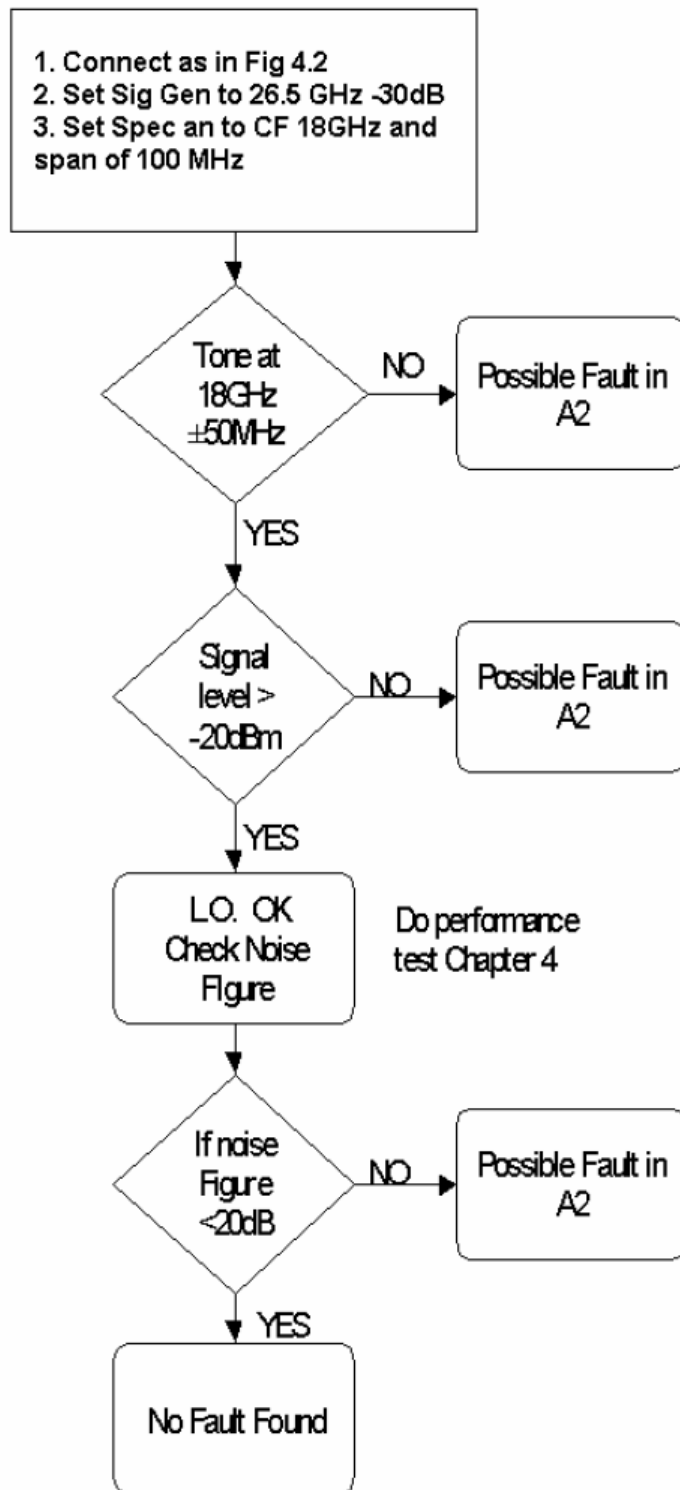 1. Connect as in Fig 4.2
2. Set Sig Gen to 26.5 GHz -30dB
3. Set Spec an to CF 18GHz and
span of 100 MHz
Tone at
18GHz
±50MHz
NO
Possible Fault in
A2
YES
Signal
level >
-20dBm
NO
Possible Fault in
A2
YES
L.O. OK
Check Noise
Figure
Do performance
test Chapter 4
If noise
Figure
<20dB
NO
Possible Fault in
A2
YES
No Fault Found